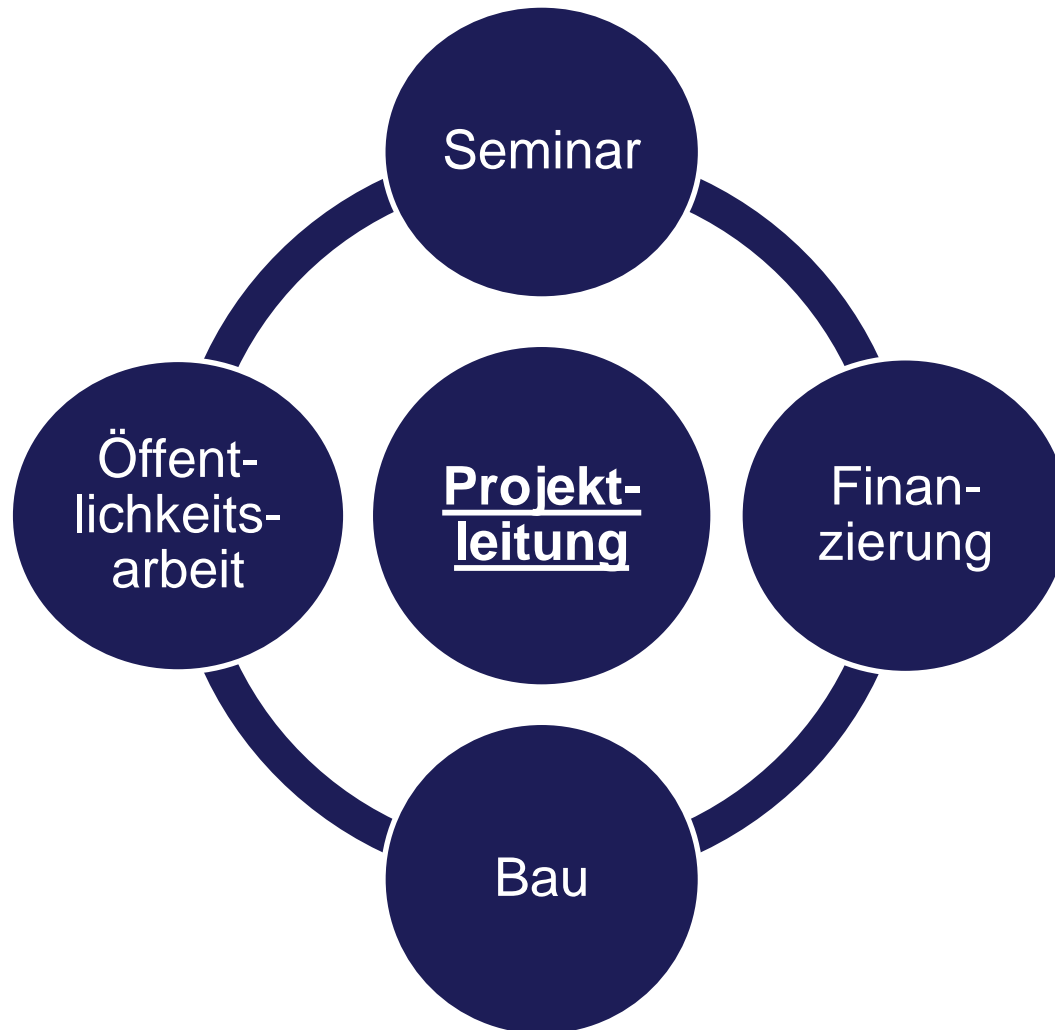 Seminar
Öffent-
lichkeits-
arbeit
Projekt-
leitung
Finan-
zierung
Bau